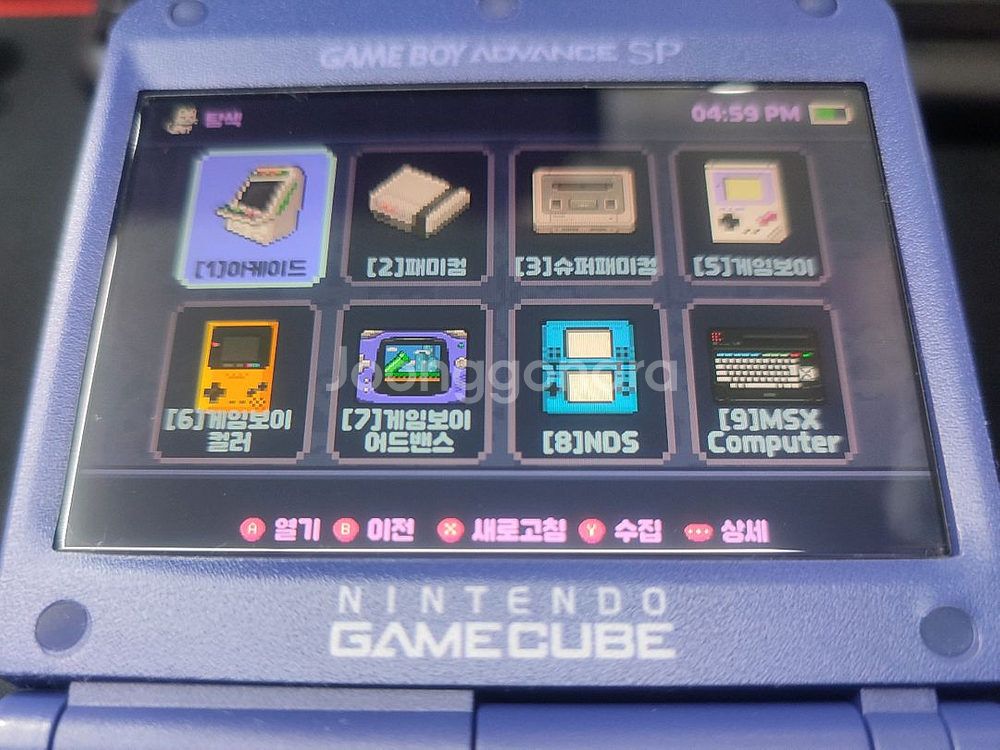 GAME BOY ADVANCE SP
탐색
04:59 PM
[1]아케이드
[2]패미컴
[3]슈퍼패미컴
[5]게임보이
[6]게임보이
컬러
[7]게임보이
어드밴스
[8]NDS
[9]MSX
Computer
Joonggonara
A 열기 B 이전 X 새로고침 Y 수집 상세
NINTENDO
GAMECUBE